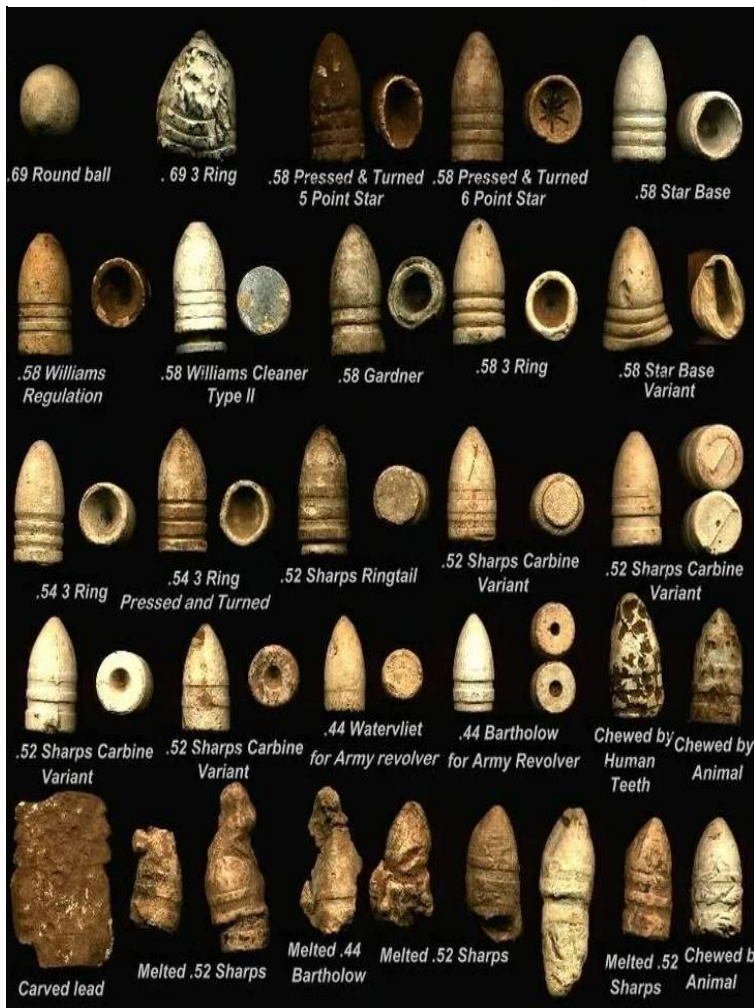 .69 Round ball
. 69 3 Ring
.58 Pressed & Turned
5 Point Star
.58 Pressed & Turned
6 Point Star
.58 Star Base
.58 Williams
Regulation
.58 Williams Cleaner
Type II
.58 Gardner
.58 3 Ring
.58 Star Base
Variant
.54 3 Ring
.54 3 Ring
Pressed and Turned
.52 Sharps Ringtail
.52 Sharps Carbine
Variant
.52 Sharps Carbine
Variant
.52 Sharps Carbine
Variant
.52 Sharps Carbine
Variant
.44 Watervliet
for Army revolver
.44 Bartholow
for Army Revolver
Chewed by
Human
Teeth
Chewed by
Animal
Carved lead
Melted .52 Sharps
Melted .44
Bartholow
Melted .52 Sharps
Melted .52
Sharps
Chewed by
Animal